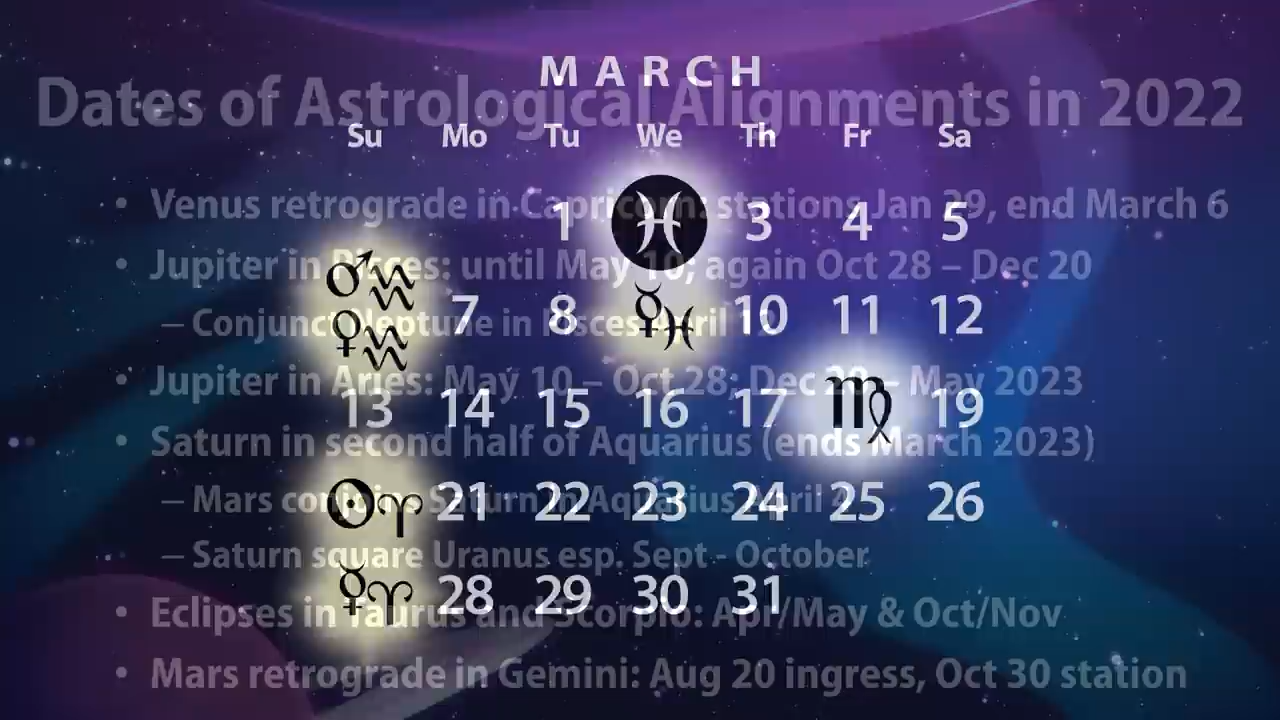 MARCH
Dates of Astrological Alignments in 2022
Su Mo Tu We Th Fr Sa
• Venus retrograde in Capricorn: stations Jan 29, end March 6
1 ♓ 3 4 5
• Jupiter in Pisces: until May 10; again Oct 28 – Dec 20
♂♒
♀♒ 7 8 ☿♓ 10 11 12
– Conjunct Neptune in Pisces April
• Jupiter in Aries: May 10 – Oct 28; Dec 20 – May 2023
13 14 15 16 17 ♍ 19
• Saturn in second half of Aquarius (ends March 2023)
☉♈ 21 22 23 24 25 26
– Mars conjoin Saturn in Aquarius April
– Saturn square Uranus esp. Sept - October
☿♈ 28 29 30 31
• Eclipses in Taurus and Scorpio: Apr/May & Oct/Nov
• Mars retrograde in Gemini: Aug 20 ingress, Oct 30 station